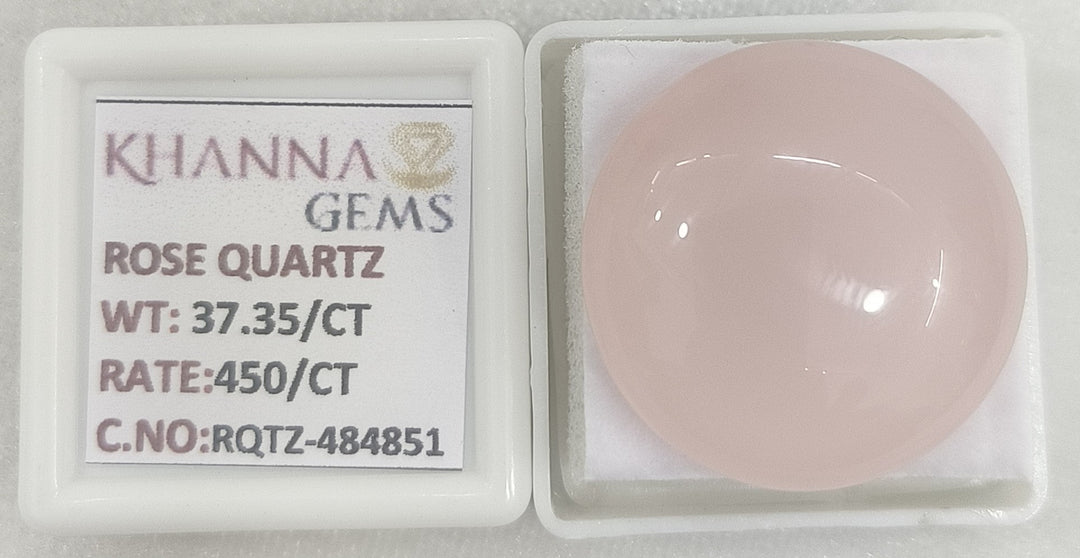 KHANNA
GEMS
ROSE QUARTZ
WT: 37.35/CT
RATE:450/CT
C.NO:RQTZ-484851